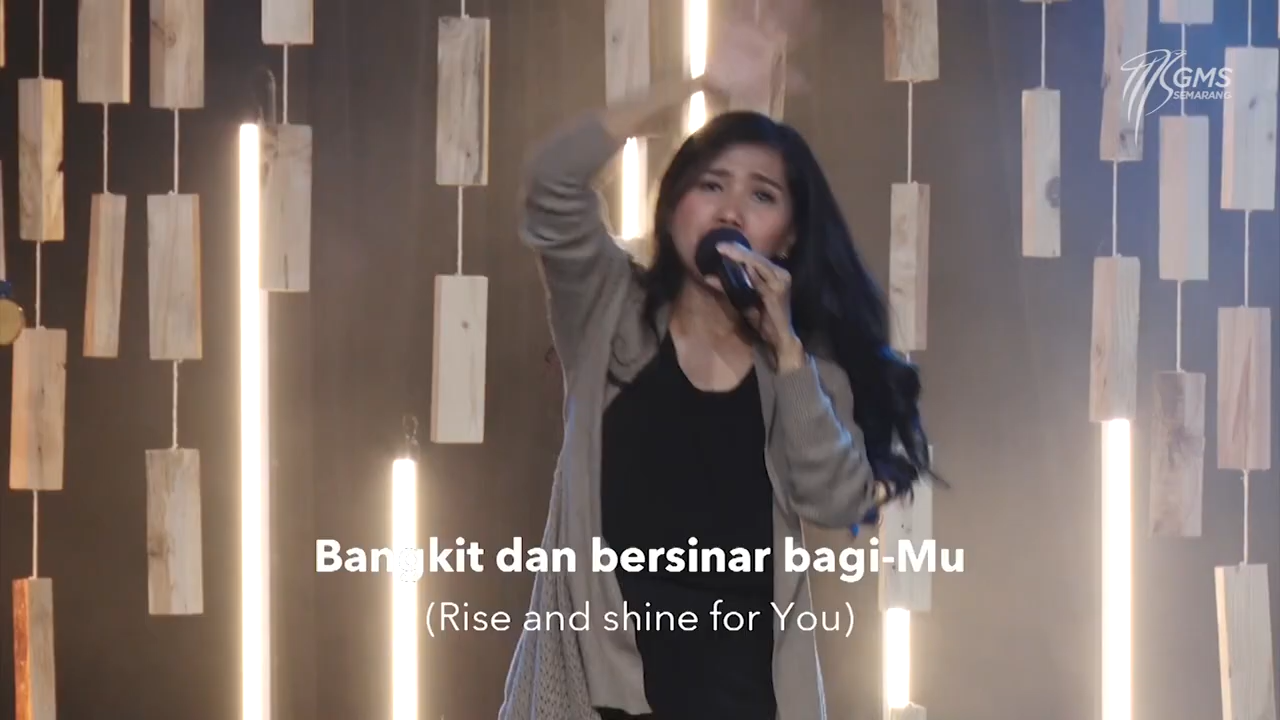 GMS
SEMARANG
Bangkit dan bersinar bagi-Mu
(Rise and shine for You)